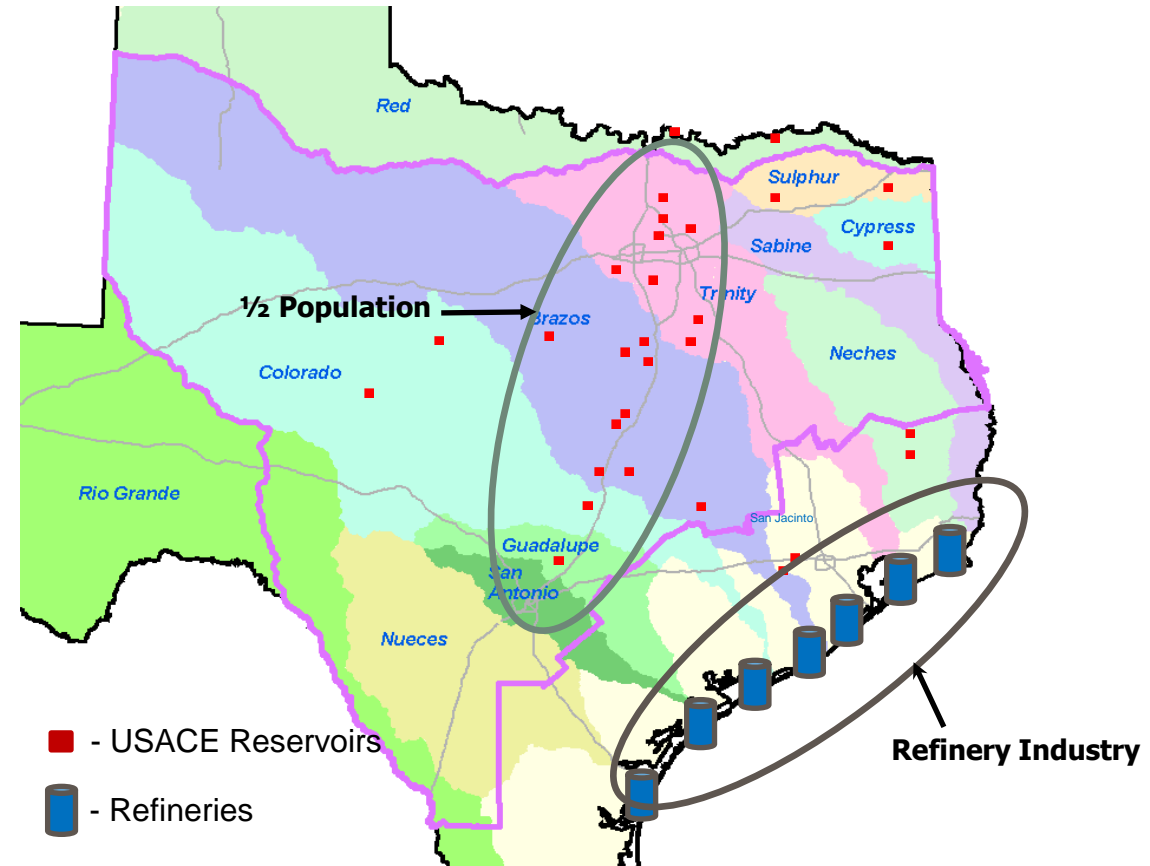 Red
Sulphur
Cypress
Sabine
Trinity
½ Population
Brazos
Neches
Colorado
Rio Grande
San Jacinto
Guadalupe
San
Antonio
Nueces
- USACE Reservoirs
Refinery Industry
- Refineries